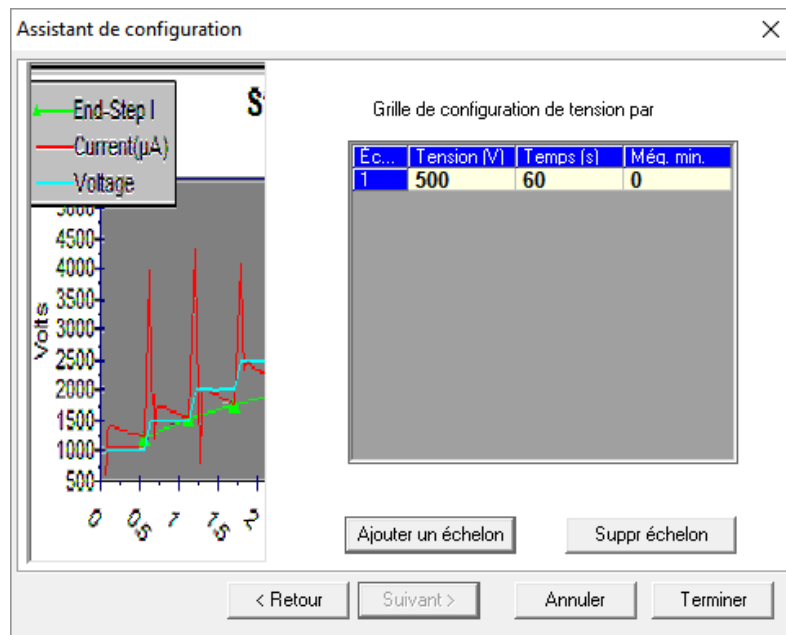 Assistant de configuration
S
End-Step I
Current(µA)
Voltage
Volts
5000
4500
4000
3500
3000
2500
2000
1500
1000
500
0 0,5 1 1,5 2
Grille de configuration de tension par
Éc... Tension (V) Temps (s) Még. min.
1 500 60 0
Ajouter un échelon Suppr échelon
< Retour Suivant > Annuler Terminer